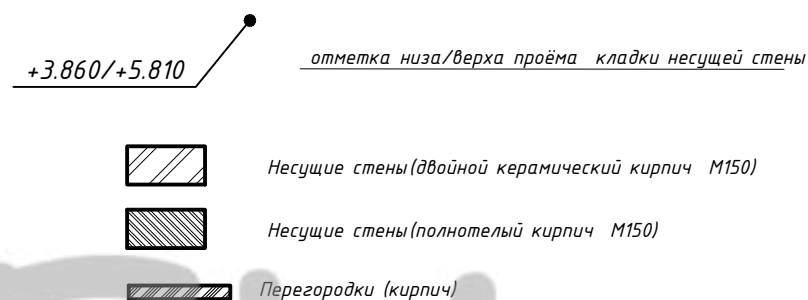 +3.860/+5.810
отметка низа/верха проёма кладки несущей стены
Несущие стены(двойной керамический кирпич М150)
Несущие стены(полнотелый кирпич М150)
Перегородки (кирпич)